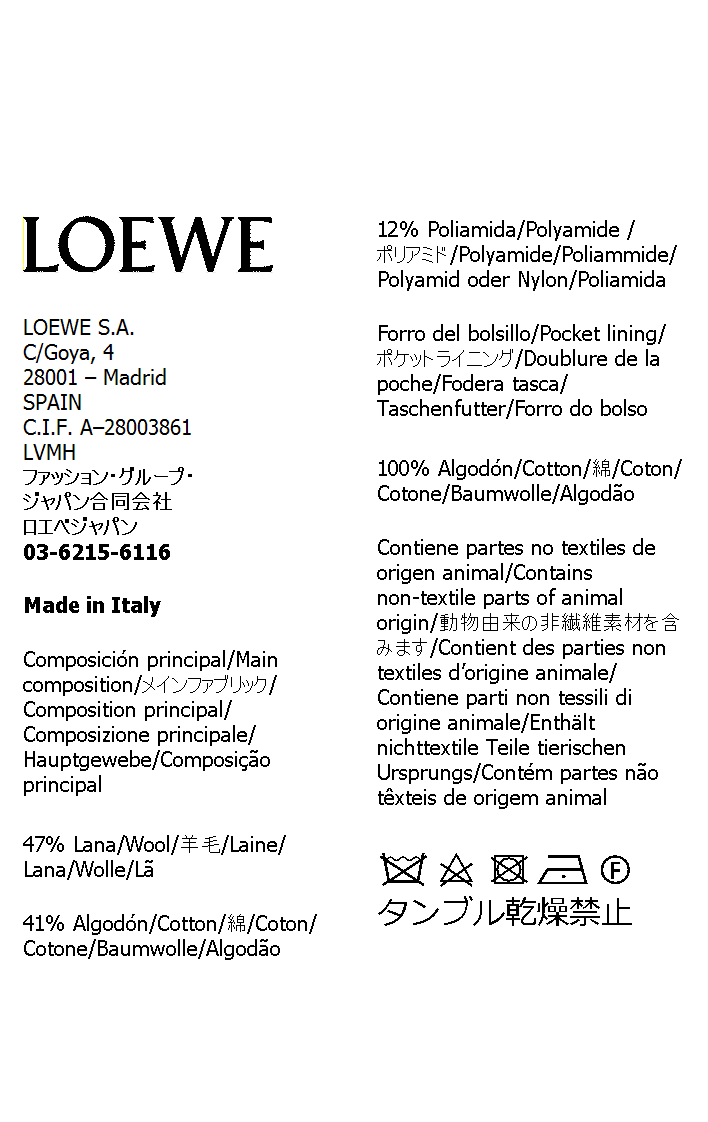 LOEWE
LOEWE S.A.
C/Goya, 4
28001 – Madrid
SPAIN
C.I.F. A–28003861
LVMH
ファッション・グループ・
ジャパン合同会社
ロエベジャパン
03-6215-6116
Made in Italy
Composición principal/Main
composition/メインファブリック/
Composition principal/
Composizione principale/
Hauptgewebe/Composição
principal
47% Lana/Wool/羊毛/Laine/
Lana/Wolle/Lã
41% Algodón/Cotton/綿/Coton/
Cotone/Baumwolle/Algodão
12% Poliamida/Polyamide /
ポリアミド/Polyamide/Poliammide/
Polyamid oder Nylon/Poliamida
Forro del bolsillo/Pocket lining/
ポケットライニング/Doublure de la
poche/Fodera tasca/
Taschenfutter/Forro do bolso
100% Algodón/Cotton/綿/Coton/
Cotone/Baumwolle/Algodão
Contiene partes no textiles de
origen animal/Contains
non-textile parts of animal
origin/動物由来の非繊維素材を含
みます/Contient des parties non
textiles d’origine animale/
Contiene parti non tessili di
origine animale/Enthält
nichttextile Teile tierischen
Ursprungs/Contém partes não
têxteis de origem animal
F
タンブル乾燥禁止